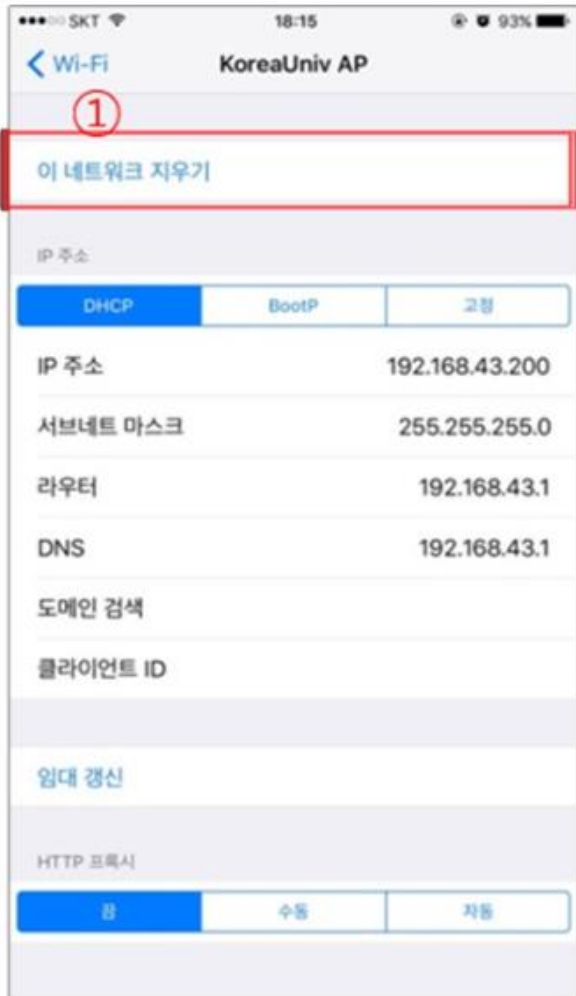 SKT 18:15 93%
Wi-Fi KoreaUniv AP
①
이 네트워크 지우기
IP 주소
DHCP BootP 고정
IP 주소 192.168.43.200
서브네트 마스크 255.255.255.0
라우터 192.168.43.1
DNS 192.168.43.1
도메인 검색
클라이언트 ID
임대 갱신
HTTP 프록시
끔 수동 자동